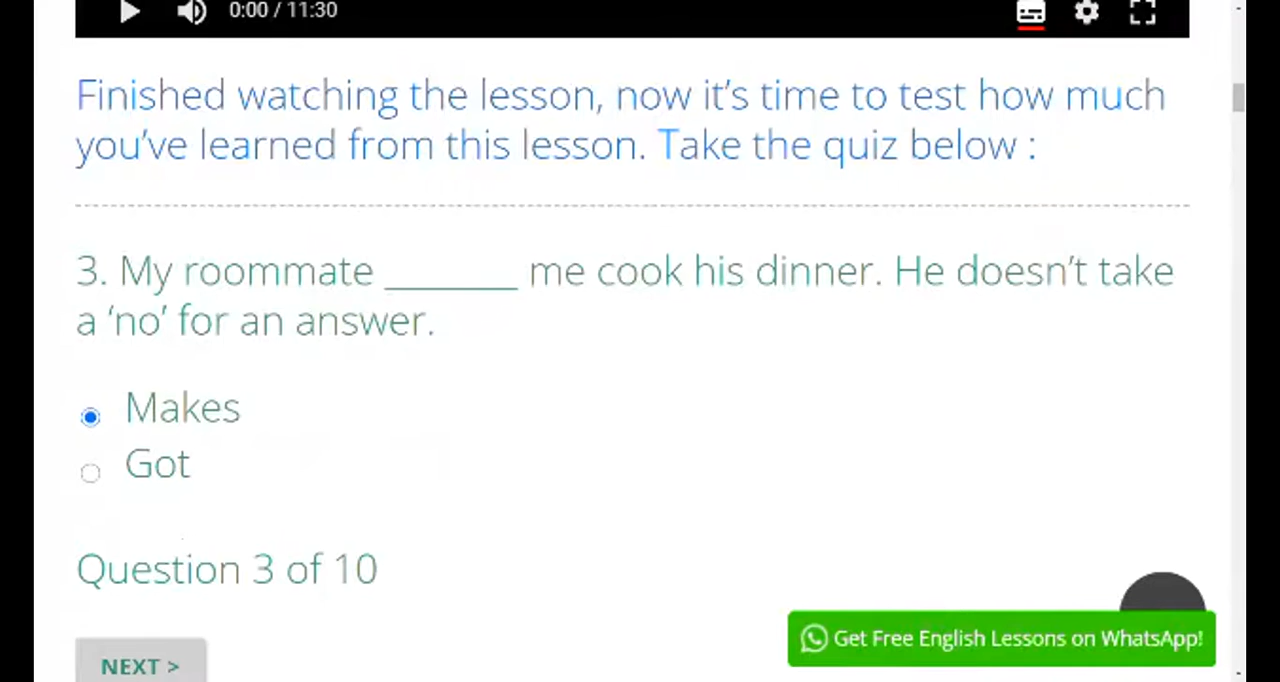 0:00 / 11:30
Finished watching the lesson, now it’s time to test how much
you’ve learned from this lesson. Take the quiz below :
3. My roommate _______ me cook his dinner. He doesn’t take
a ‘no’ for an answer.
Makes
Got
Question 3 of 10
Get Free English Lessons on WhatsApp!
NEXT >